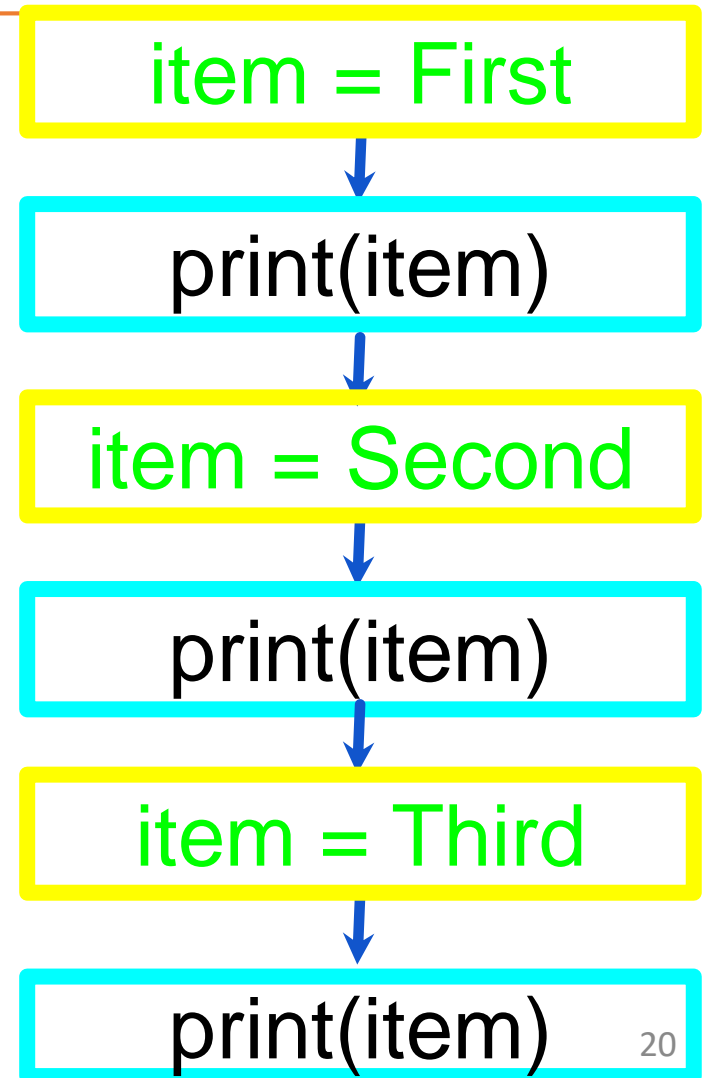 item = First
print(item)
item = Second
print(item)
item = Third
print(item)
20